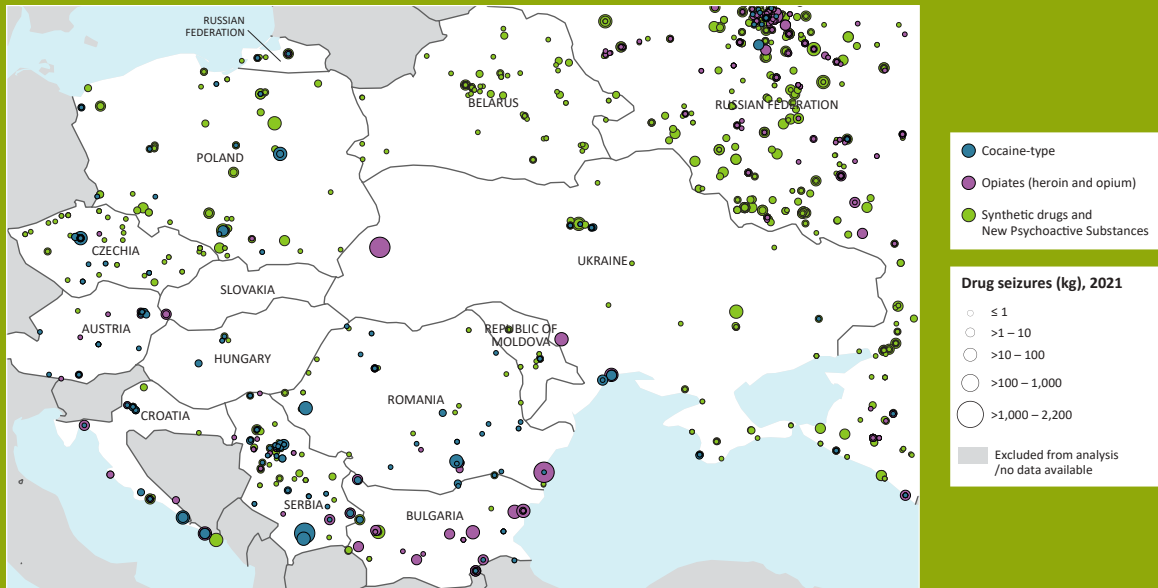 RUSSIAN
FEDERATION
BELARUS
RUSSIAN FEDERATION
POLAND
CZECHIA
UKRAINE
SLOVAKIA
AUSTRIA
REPUBLIC OF
MOLDOVA
HUNGARY
ROMANIA
CROATIA
SERBIA
BULGARIA
Cocaine-type
Opiates (heroin and opium)
Synthetic drugs and
New Psychoactive Substances
Drug seizures (kg), 2021
≤ 1
>1 – 10
>10 – 100
>100 – 1,000
>1,000 – 2,200
Excluded from analysis
/no data available